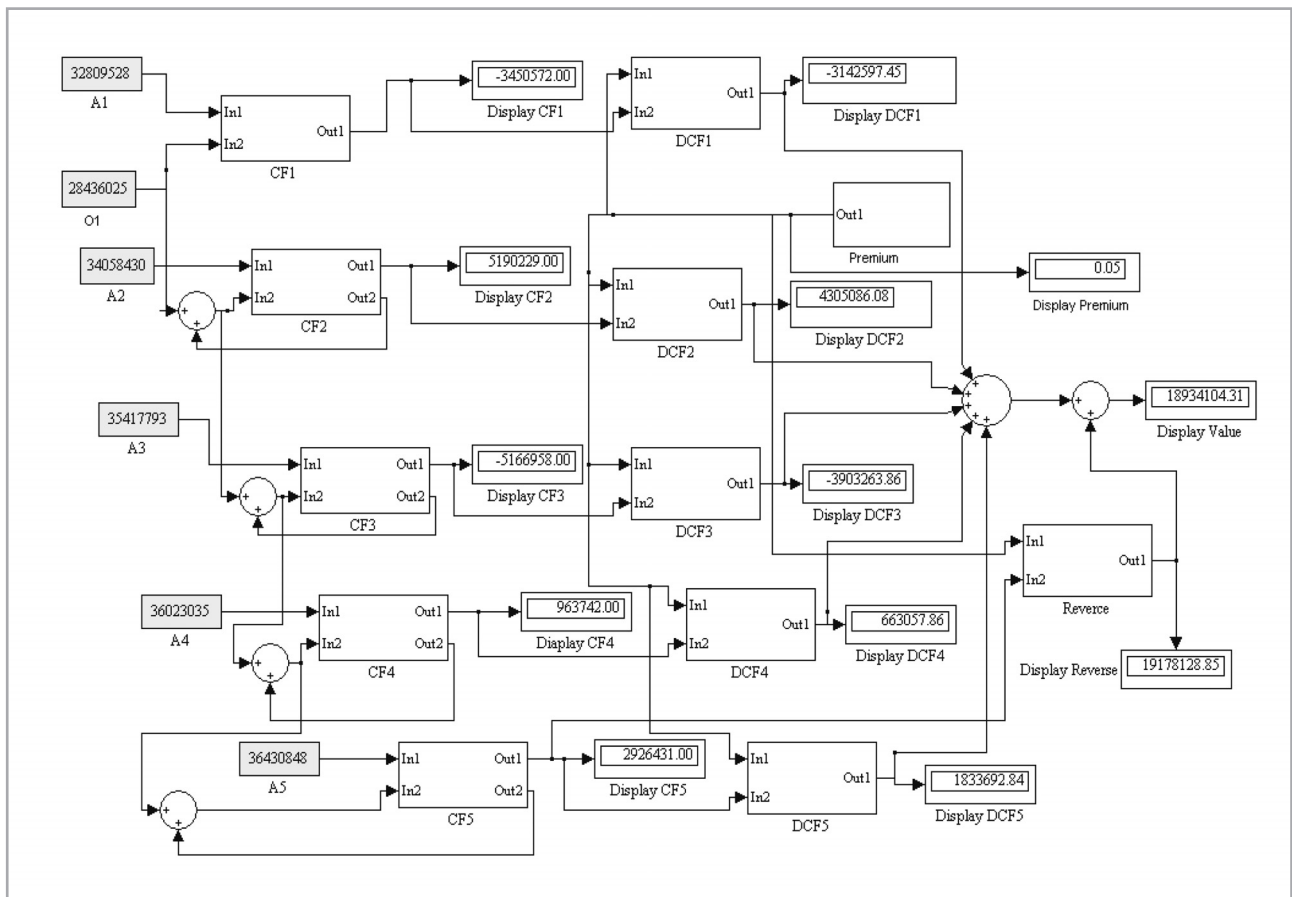 32809528
A1
In1
In2
Out1
CF1
-3450572.00
Display CF1
In1
In2
Out1
DCF1
-3142597.45
Display DCF1
28436025
O1
Out1
Premium
0.05
Display Premium
34058430
A2
In1
In2
Out1
Out2
CF2
5190229.00
Display CF2
In1
In2
Out1
DCF2
4305086.08
Display DCF2
+
+
+
+
+
+
+
+
+
18934104.31
Display Value
35417793
A3
In1
In2
Out1
Out2
CF3
-5166958.00
Display CF3
In1
In2
Out1
DCF3
-3903263.86
Display DCF3
+
+
In1
In2
Out1
Reverce
19178128.85
Display Reverse
36023035
A4
In1
In2
Out1
Out2
CF4
963742.00
Diaplay CF4
In1
In2
Out1
DCF4
663057.86
Display DCF4
+
+
36430848
A5
In1
In2
Out1
Out2
CF5
2926431.00
Display CF5
In1
In2
Out1
DCF5
1833692.84
Display DCF5
+
+